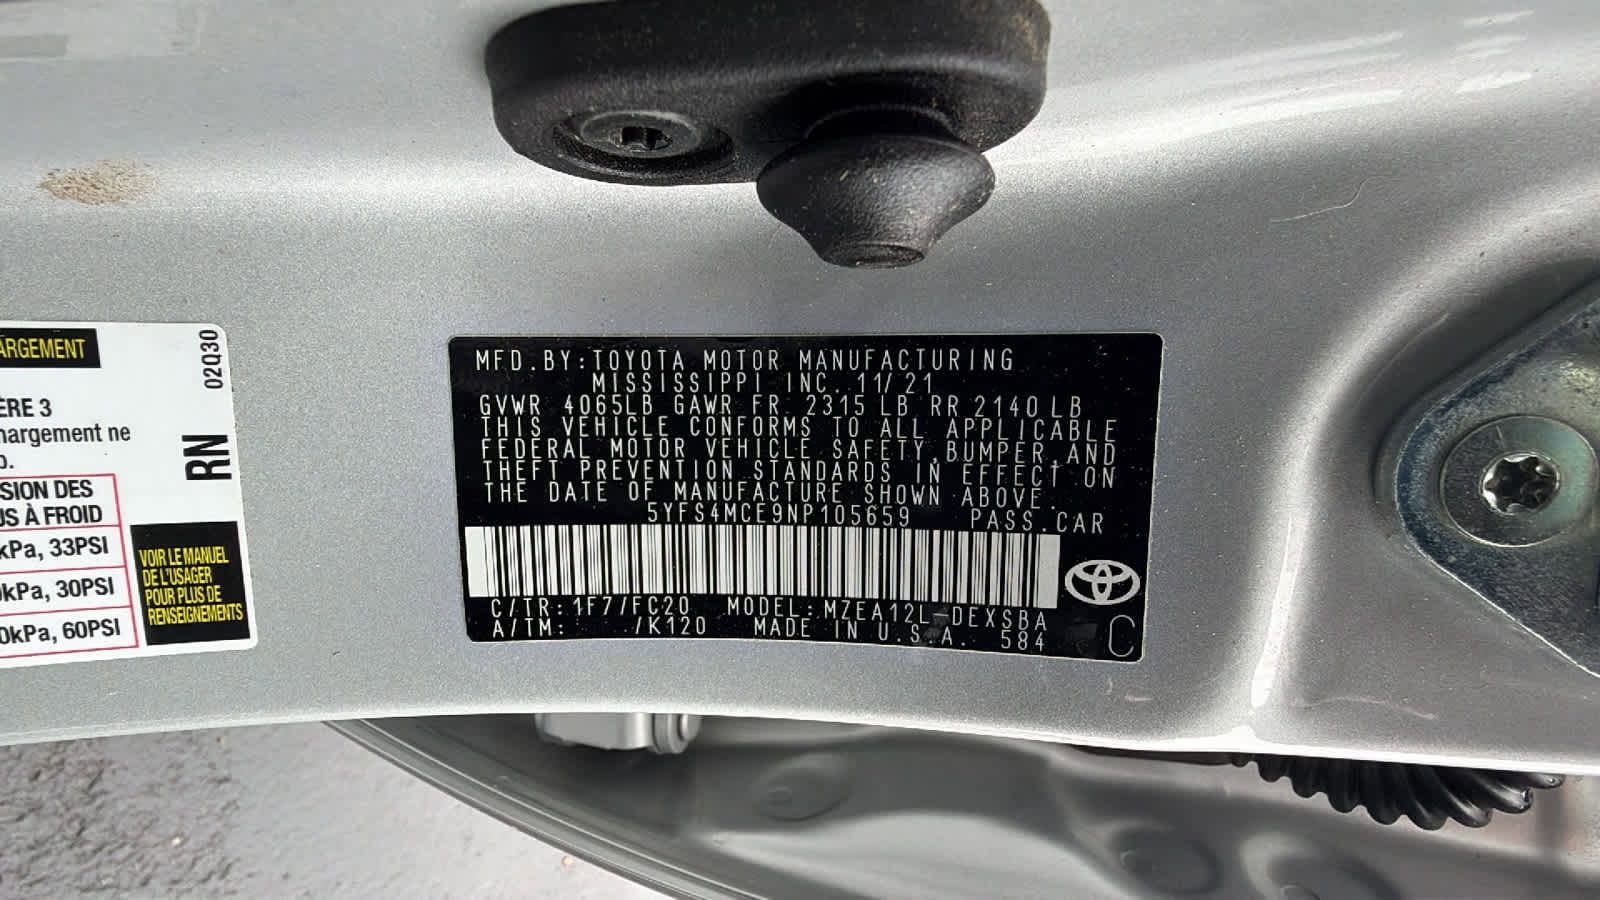 ARGEMENT
02Q30
ÈRE 3
hargement ne
RN
SION DES
US À FROID
kPa, 33PSI
kPa, 30PSI
0kPa, 60PSI
VOIR LE MANUEL
DE L'USAGER
POUR PLUS DE
RENSEIGNEMENTS
MFD.BY:TOYOTA MOTOR MANUFACTURING
MISSISSIPPI INC. 11/21
GVWR 4065LB GAWR FR 2315 LB RR 2140 LB
THIS VEHICLE CONFORMS TO ALL APPLICABLE
FEDERAL MOTOR VEHICLE SAFETY,BUMPER,AND
THEFT PREVENTION STANDARDS IN EFFECT ON
THE DATE OF MANUFACTURE SHOWN ABOVE.
5YFS4MCE9NP105659 PASS.CAR
C/TR:1F7/FC20 MODEL:MZEA12L-DEXSBA
A/TM: /K120 MADE IN U.S.A. 584
C